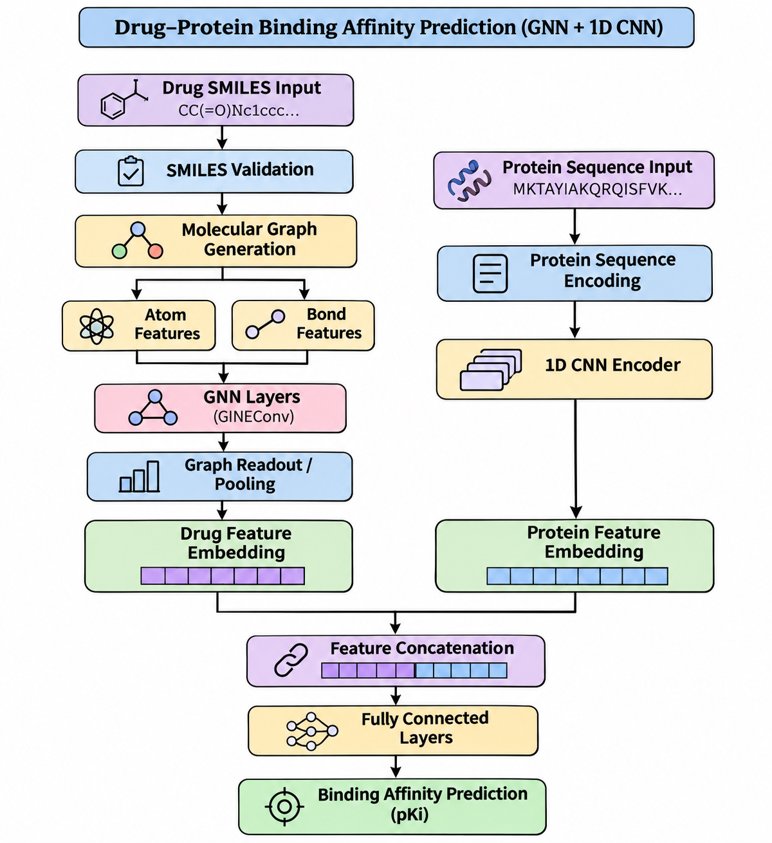 Drug–Protein Binding Affinity Prediction (GNN + 1D CNN)
Drug SMILES Input
CC(=O)Nc1ccc...
SMILES Validation
Molecular Graph
Generation
Atom
Features
Bond
Features
GNN Layers
(GINEConv)
Graph Readout /
Pooling
Drug Feature
Embedding
Protein Sequence Input
MKTAYIAKQRQISFVK...
Protein Sequence
Encoding
1D CNN Encoder
Protein Feature
Embedding
Feature Concatenation
Fully Connected
Layers
Binding Affinity Prediction
(pKi)